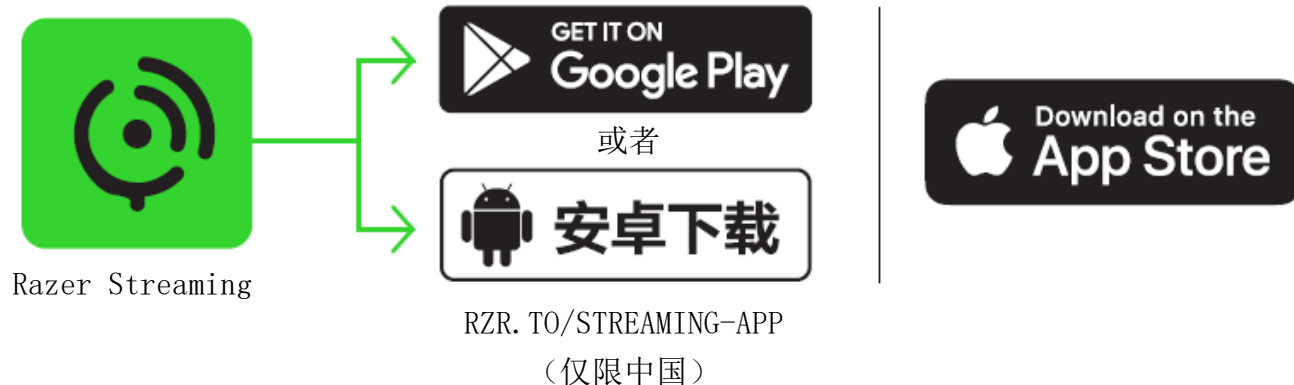 Razer Streaming
GET IT ON
Google Play
或者
安卓下载
RZR.TO/STREAMING-APP
（仅限中国）
Download on the
App Store